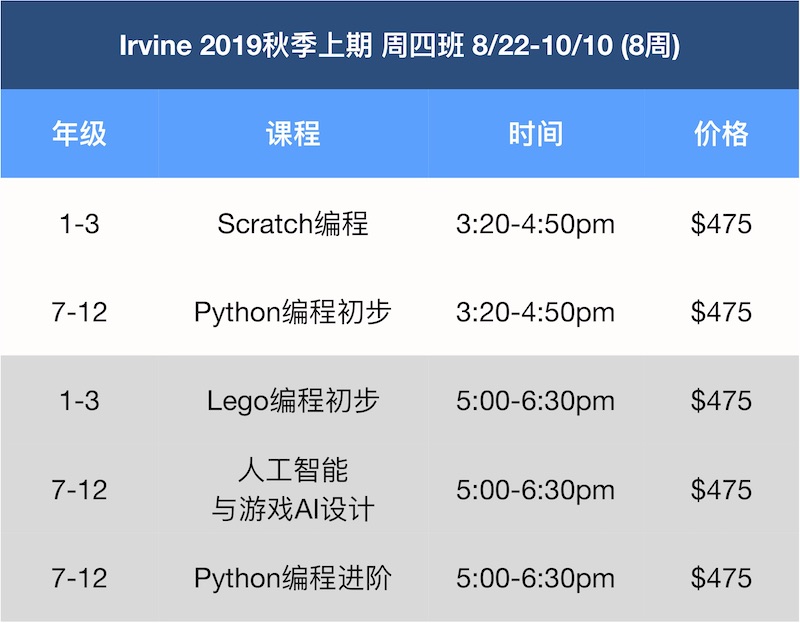 Irvine 2019秋季上期 周四班 8/22-10/10 (8周)
年级 课程 时间 价格
1-3 Scratch编程 3:20-4:50pm $475
7-12 Python编程初步 3:20-4:50pm $475
1-3 Lego编程初步 5:00-6:30pm $475
人工智能
7-12 与游戏AI设计 5:00-6:30pm $475
7-12 Python编程进阶 5:00-6:30pm $475